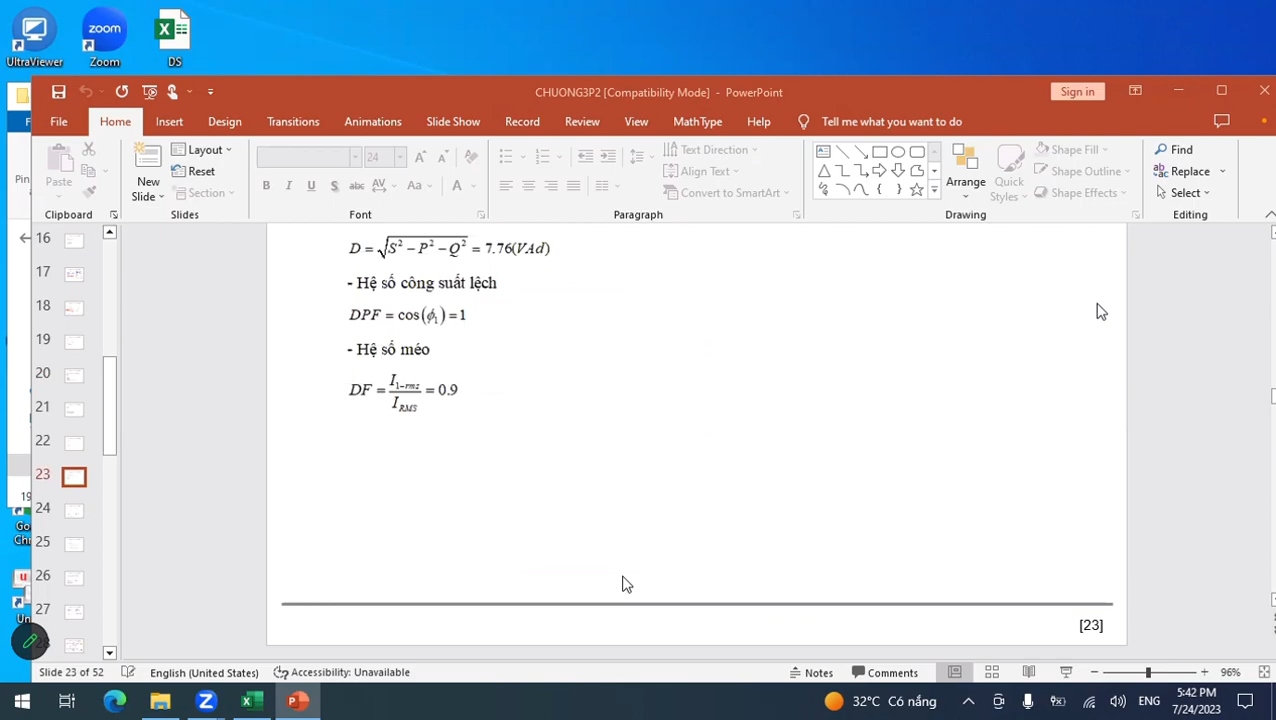 UltraViewer
zoom
Zoom
DS
CHUONG3P2 [Compatibility Mode] - PowerPoint
Sign in
File Home Insert Design Transitions Animations Slide Show Record Review View MathType Help Tell me what you want to do
Paste
New Slide
Layout
Reset
Section
24
Text Direction
Align Text
Convert to SmartArt
Arrange
Quick Styles
Shape Fill
Shape Outline
Shape Effects
Find
Replace
Select
Clipboard Slides Font Paragraph Drawing Editing
16
17
18
19
20
21
22
23
24
25
26
27
28
D = √S² − P² − Q² = 7.76(VAd)
- Hệ số công suất lệch
DPF = cos(ϕ₁) = 1
- Hệ số méo
DF = I₁₋rms / I_RMS = 0.9
[23]
Slide 23 of 52 English (United States) Accessibility: Unavailable Notes Comments 96%
32°C Có nắng ENG 5:42 PM
7/24/2023